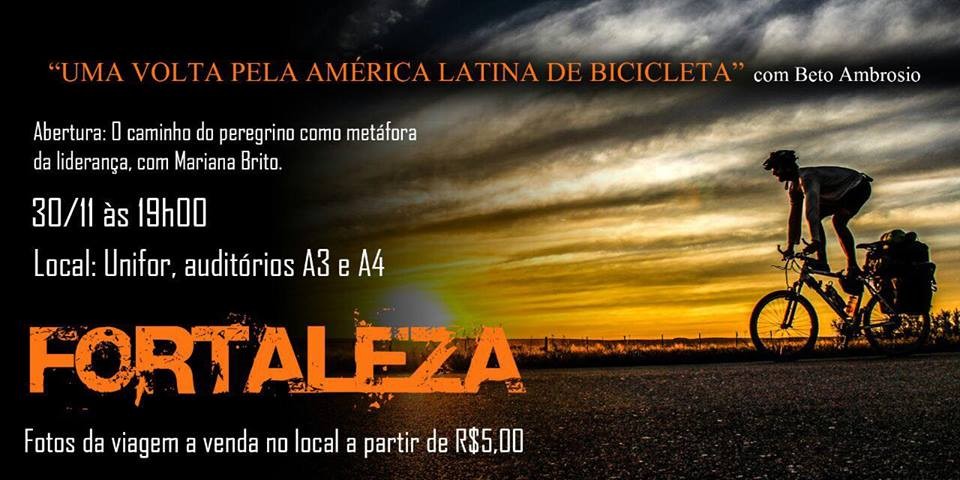 “UMA VOLTA PELA AMÉRICA LATINA DE BICICLETA” com Beto Ambrosio
Abertura: O caminho do peregrino como metáfora
da liderança, com Mariana Brito.
30/11 às 19h00
Local: Unifor, auditórios A3 e A4
FORTALEZA
Fotos da viagem a venda no local a partir de R$5,00